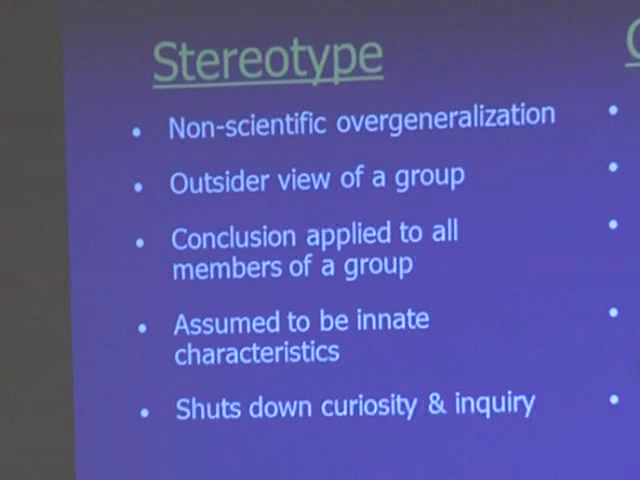 Stereotype
• Non-scientific overgeneralization
• Outsider view of a group
• Conclusion applied to all
members of a group
• Assumed to be innate
characteristics
• Shuts down curiosity & inquiry